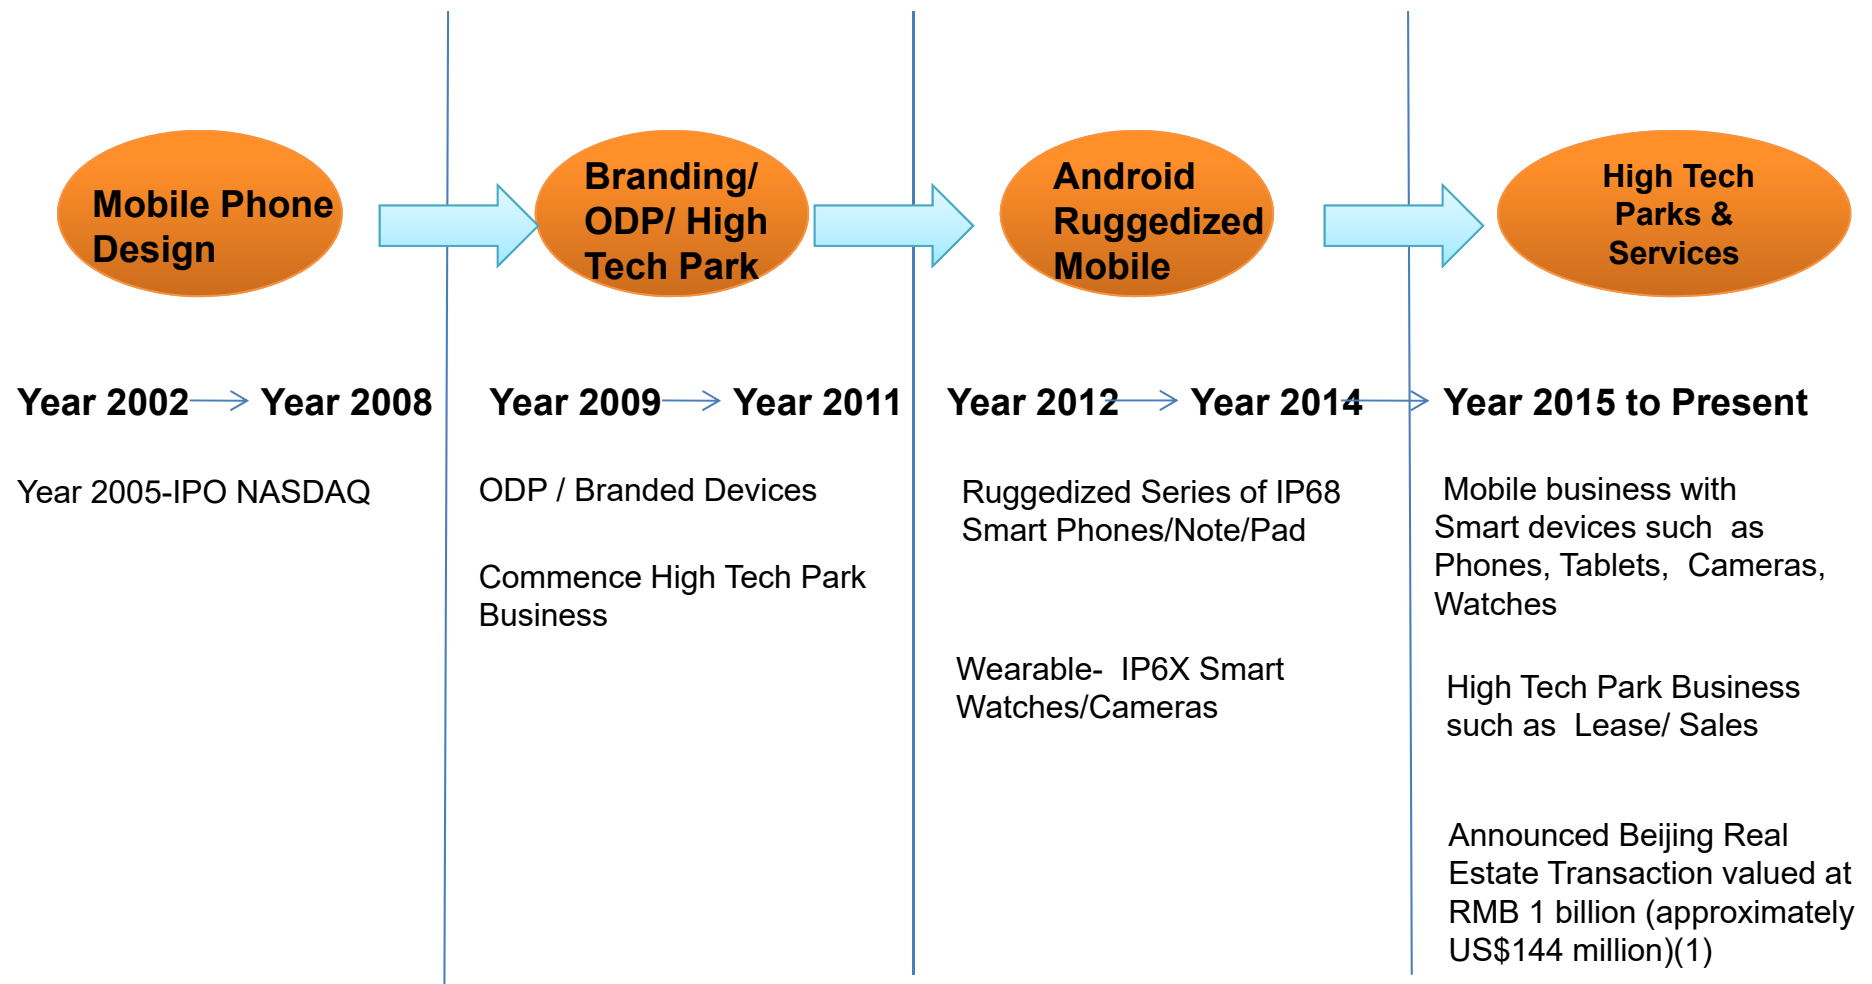 Mobile Phone
Design
Branding/
ODP/ High
Tech Park
Android
Ruggedized
Mobile
High Tech
Parks &
Services
Year 2002 Year 2008
Year 2009 Year 2011
Year 2012 Year 2014
Year 2015 to Present
Year 2005-IPO NASDAQ
ODP / Branded Devices
Commence High Tech Park
Business
Ruggedized Series of IP68
Smart Phones/Note/Pad
Wearable- IP6X Smart
Watches/Cameras
Mobile business with
Smart devices such as
Phones, Tablets, Cameras,
Watches
High Tech Park Business
such as Lease/ Sales
Announced Beijing Real
Estate Transaction valued at
RMB 1 billion (approximately
US$144 million)(1)